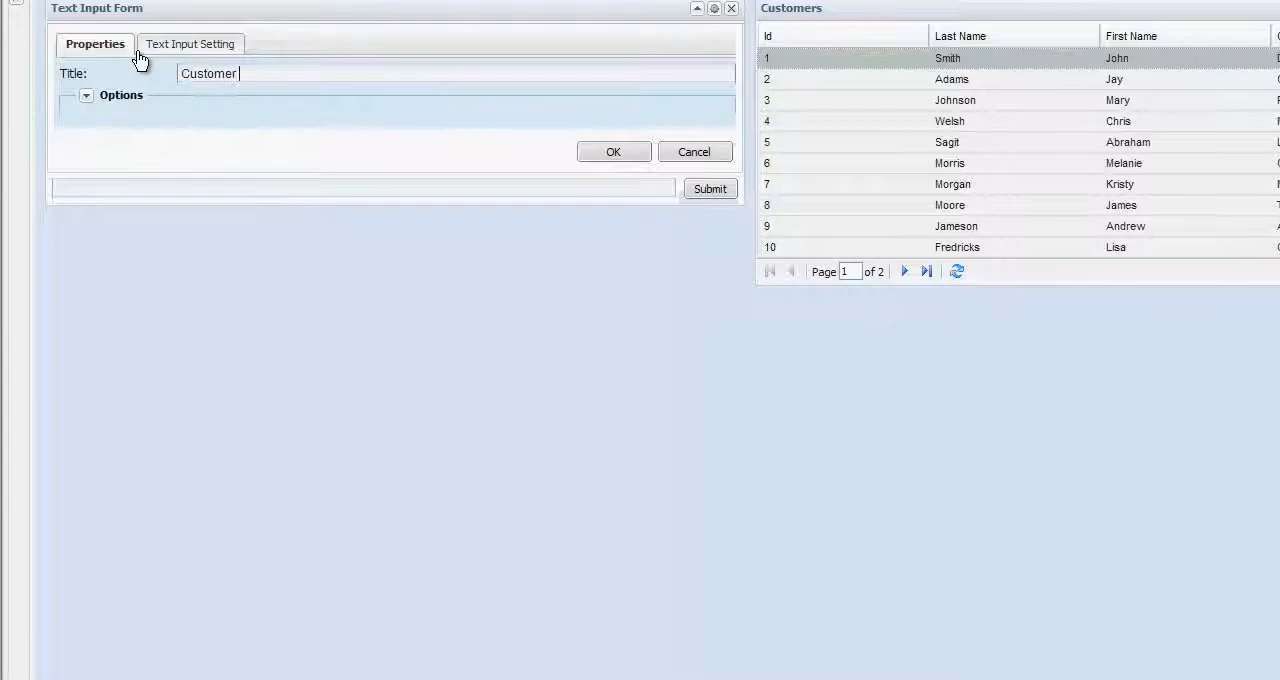 Text Input Form
Properties Text Input Setting
Title: Customer
Options
OK Cancel
Submit
Customers
Id Last Name First Name
1 Smith John
2 Adams Jay
3 Johnson Mary
4 Welsh Chris
5 Sagit Abraham
6 Morris Melanie
7 Morgan Kristy
8 Moore James
9 Jameson Andrew
10 Fredricks Lisa
Page 1 of 2